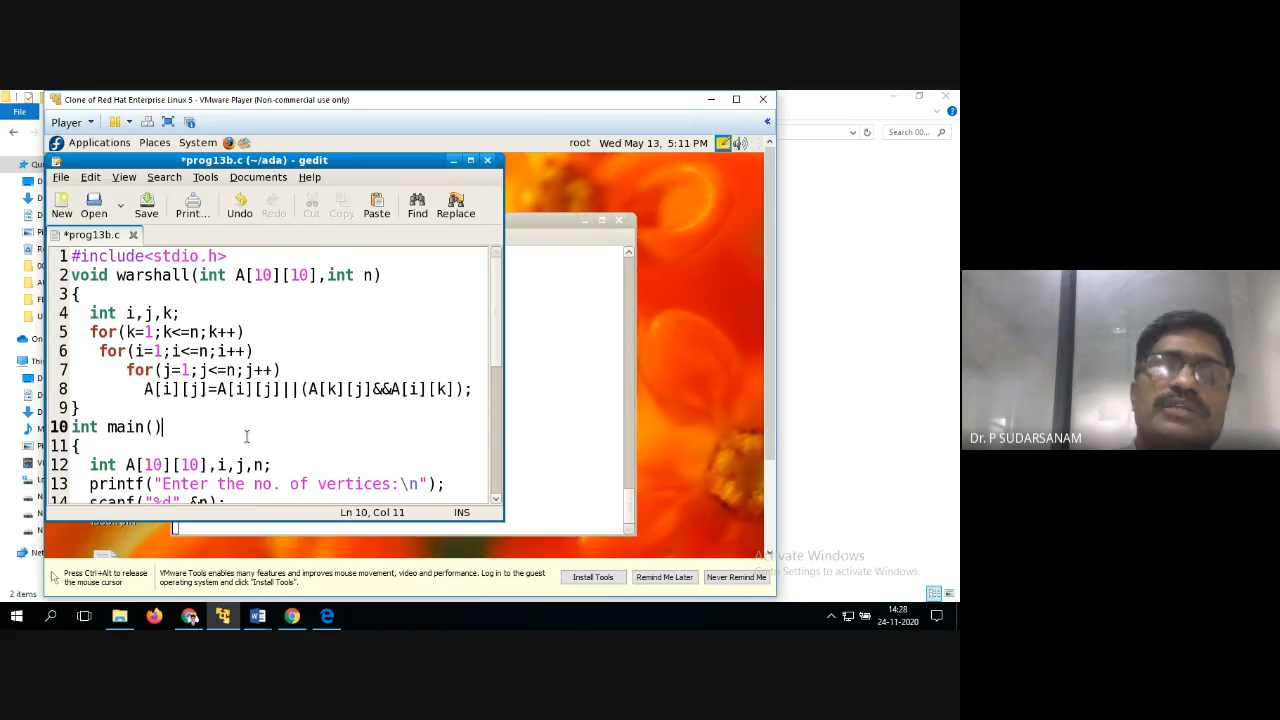 File
Clone of Red Hat Enterprise Linux 5 - VMware Player (Non-commercial use only)
Player
Search 00...
Applications Places System root Wed May 13, 5:11 PM
*prog13b.c (~/ada) - gedit
File Edit View Search Tools Documents Help
New Open Save Print... Undo Redo Cut Copy Paste Find Replace
*prog13b.c
1 #include<stdio.h>
2 void warshall(int A[10][10],int n)
3 {
4 int i,j,k;
5 for(k=1;k<=n;k++)
6 for(i=1;i<=n;i++)
7 for(j=1;j<=n;j++)
8 A[i][j]=A[i][j]||(A[k][j]&&A[i][k]);
9 }
10 int main()
11 {
12 int A[10][10],i,j,n;
13 printf("Enter the no. of vertices:\n");
14 scanf("%d",&n);
Ln 10, Col 11 INS
Dr. P SUDARSANAM
Activate Windows
Go to Settings to activate Windows.
Press Ctrl+Alt to release
the mouse cursor
VMware Tools enables many features and improves mouse movement, video and performance. Log in to the guest
operating system and click "Install Tools".
Install Tools Remind Me Later Never Remind Me
2 items
14:28
24-11-2020